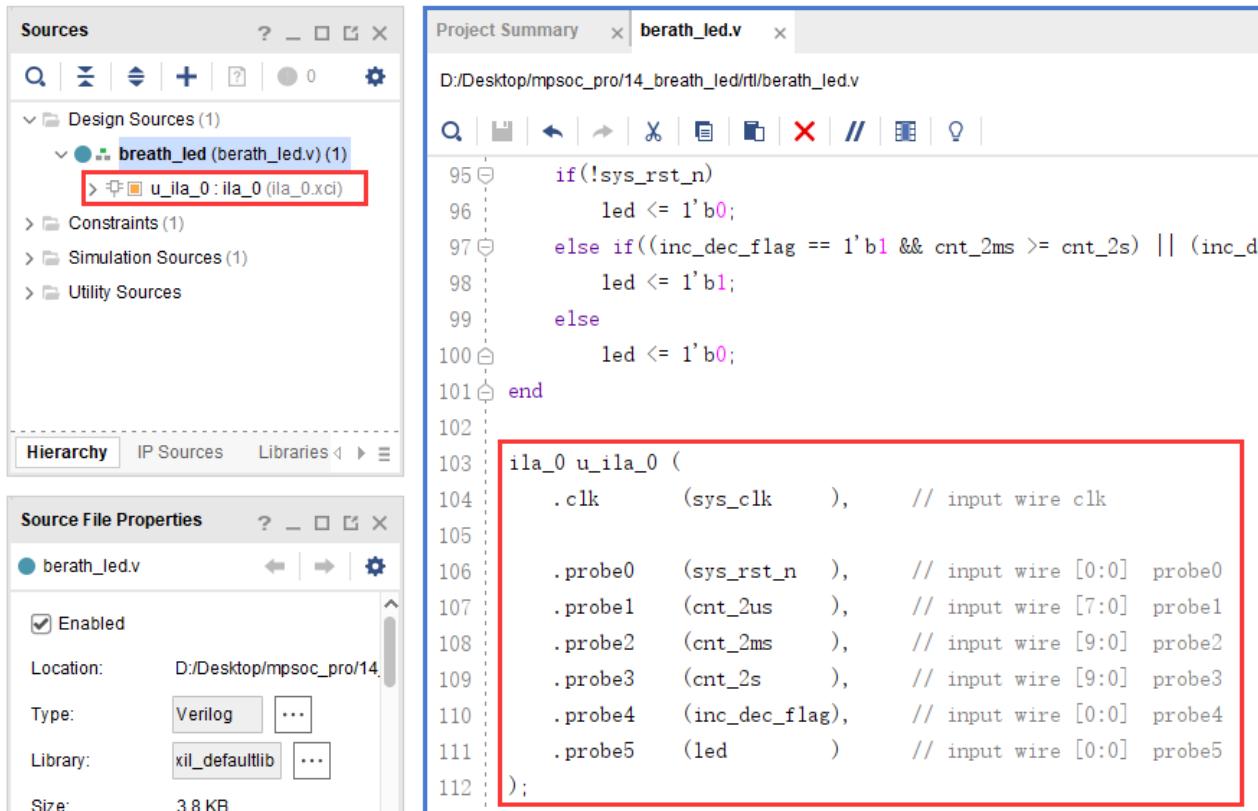 Sources
? _
0
Design Sources (1)
breath_led (berath_led.v) (1)
u_ila_0 : ila_0 (ila_0.xci)
Constraints (1)
Simulation Sources (1)
Utility Sources
Hierarchy IP Sources Libraries
Source File Properties
? _
berath_led.v
Enabled
Location: D:/Desktop/mpsoc_pro/14_
Type: Verilog ...
Library: xil_defaultlib ...
Size: 3.8 KB
Project Summary × berath_led.v ×
D:/Desktop/mpsoc_pro/14_breath_led/rtl/berath_led.v
95 if(!sys_rst_n)
96 led <= 1'b0;
97 else if((inc_dec_flag == 1'b1 && cnt_2ms >= cnt_2s) || (inc_d
98 led <= 1'b1;
99 else
100 led <= 1'b0;
101 end
102
103 ila_0 u_ila_0 (
104 .clk (sys_clk ), // input wire clk
105
106 .probe0 (sys_rst_n ), // input wire [0:0] probe0
107 .probe1 (cnt_2us ), // input wire [7:0] probe1
108 .probe2 (cnt_2ms ), // input wire [9:0] probe2
109 .probe3 (cnt_2s ), // input wire [9:0] probe3
110 .probe4 (inc_dec_flag), // input wire [0:0] probe4
111 .probe5 (led ) // input wire [0:0] probe5
112 );